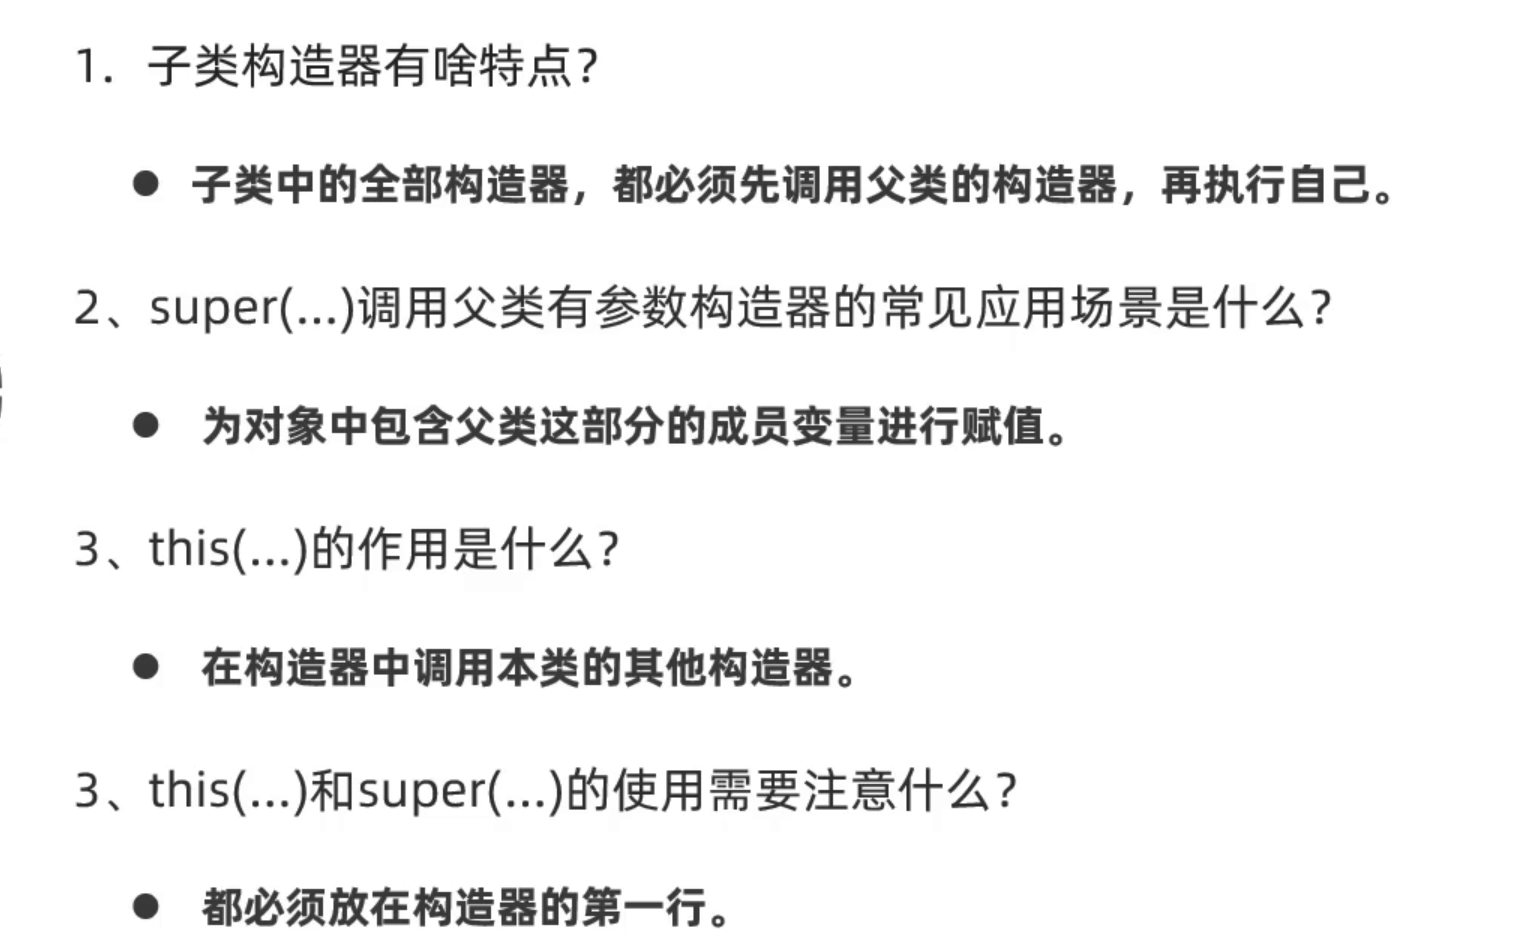 1. 子类构造器有啥特点？
● 子类中的全部构造器，都必须先调用父类的构造器，再执行自己。
2、super(...)调用父类有参数构造器的常见应用场景是什么？
● 为对象中包含父类这部分的成员变量进行赋值。
3、this(...)的作用是什么？
● 在构造器中调用本类的其他构造器。
3、this(...)和super(...)的使用需要注意什么？
● 都必须放在构造器的第一行。